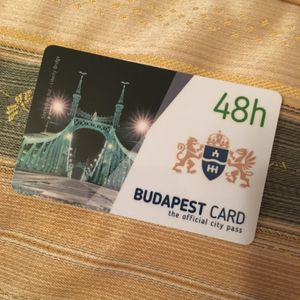 48h
BUDAPEST CARD
the official city pass